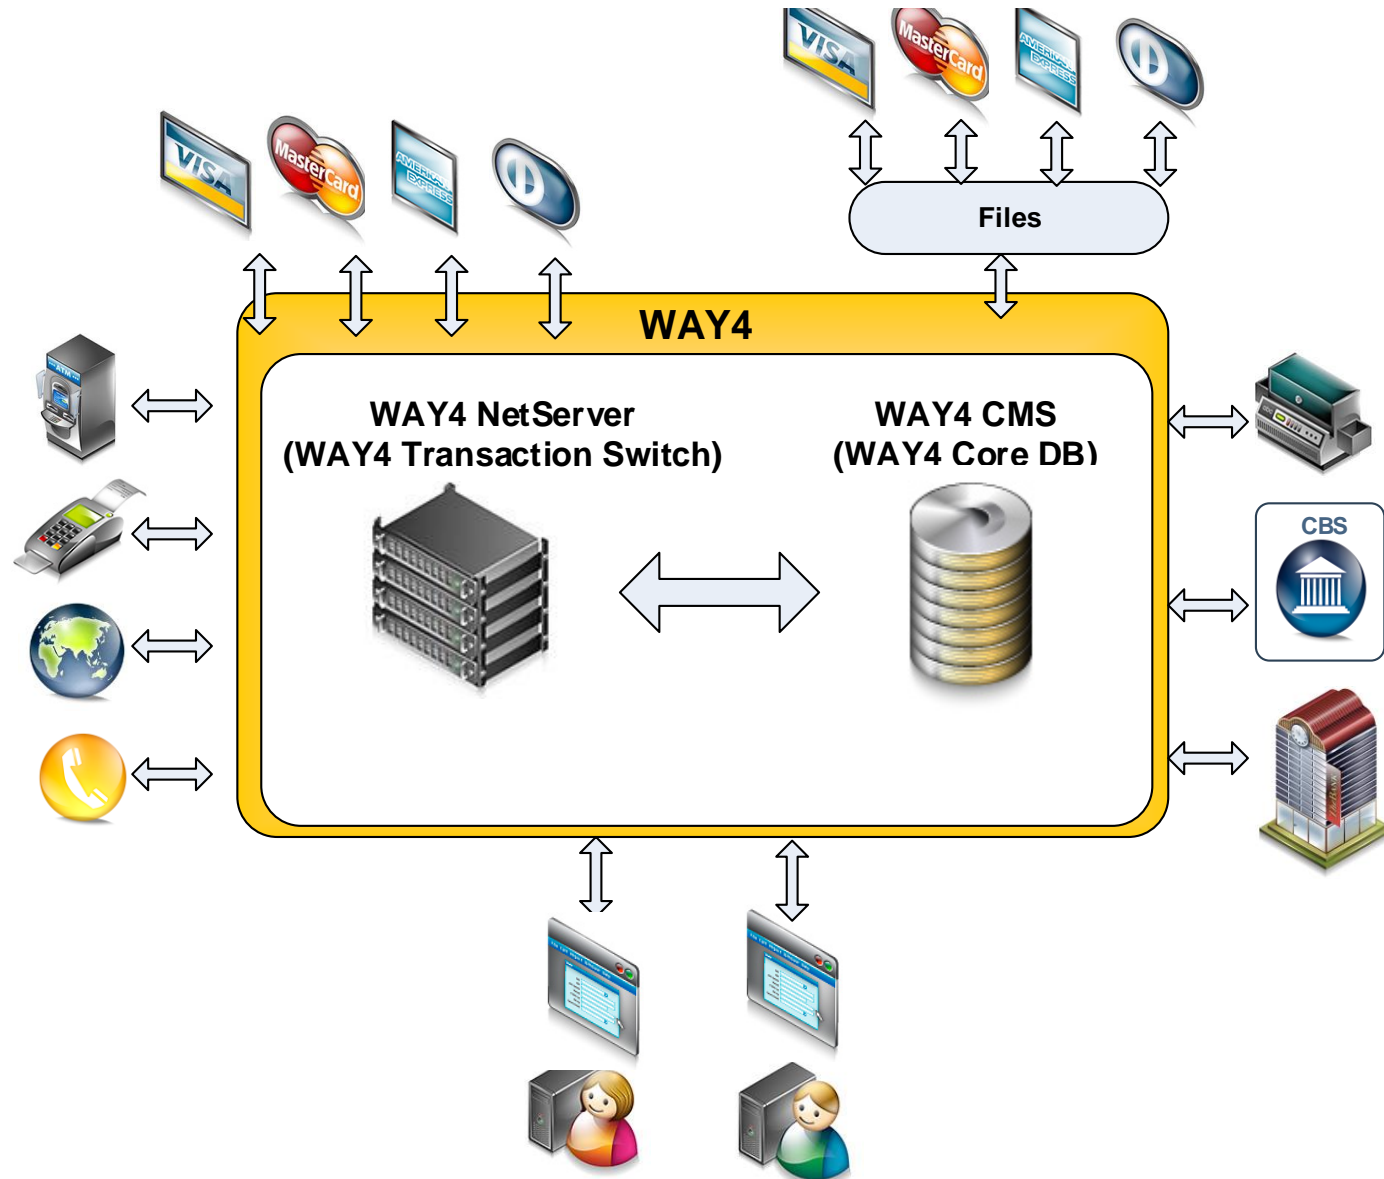 VISA
MasterCard
AMERICAN
EXPRESS
VISA
MasterCard
AMERICAN
EXPRESS
Files
WAY4
ATM
WAY4 NetServer
(WAY4 Transaction Switch)
WAY4 CMS
(WAY4 Core DB)
CBS